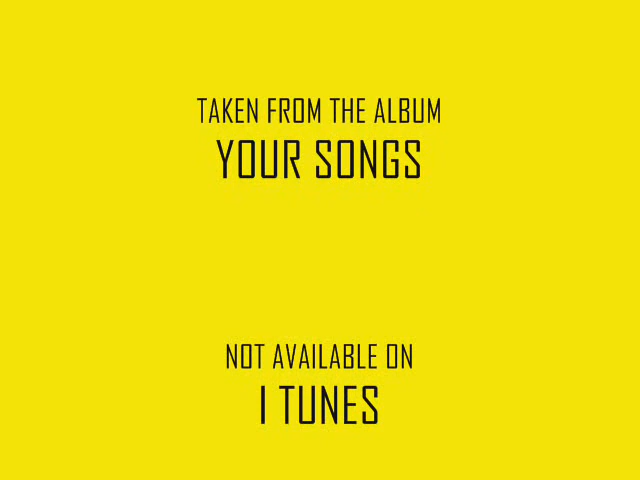 TAKEN FROM THE ALBUM
YOUR SONGS
NOT AVAILABLE ON
I TUNES